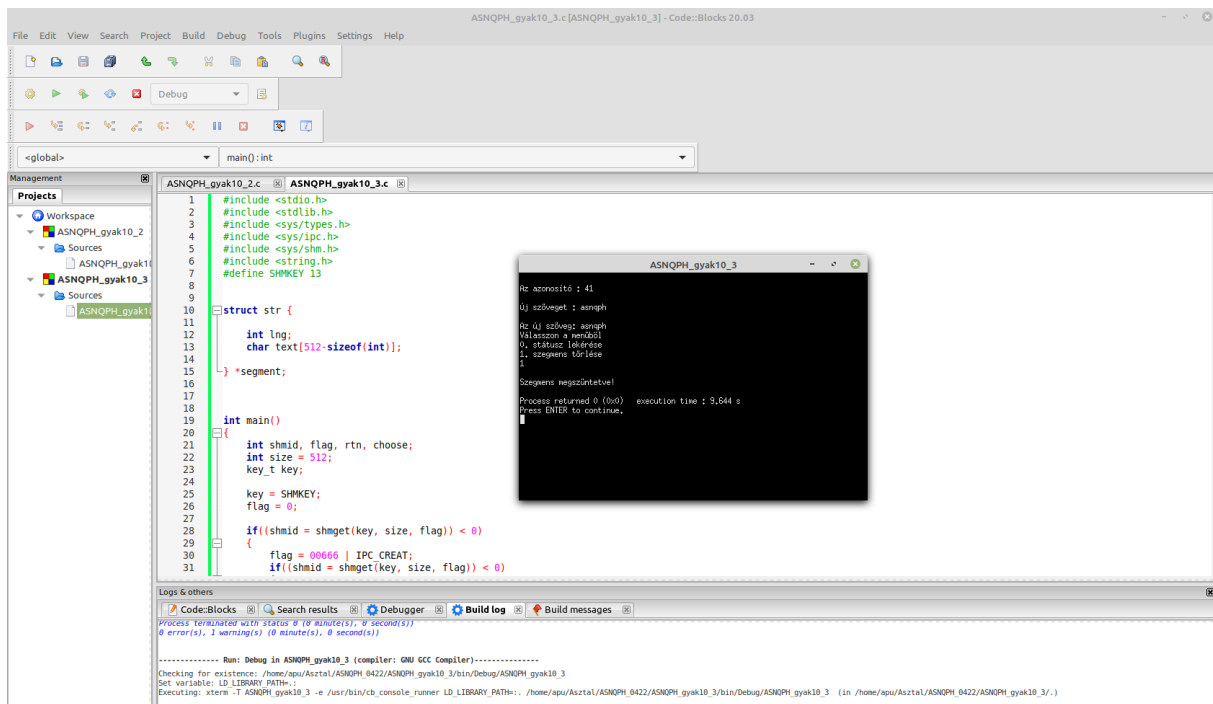 ASNQPH_gyak10_3.c [ASNQPH_gyak10_3] - Code::Blocks 20.03
File Edit View Search Project Build Debug Tools Plugins Settings Help
Debug
<global>
main() : int
Management
Projects
Workspace
ASNQPH_gyak10_2
Sources
ASNQPH_gyak1
ASNQPH_gyak10_3
Sources
ASNQPH_gyak1
ASNQPH_gyak10_2.c
ASNQPH_gyak10_3.c
1 #include <stdio.h>
2 #include <stdlib.h>
3 #include <sys/types.h>
4 #include <sys/ipc.h>
5 #include <sys/shm.h>
6 #include <string.h>
7 #define SHMKEY 13
8
9
10 struct str {
11
12 int lng;
13 char text[512-sizeof(int)];
14
15 } *segment;
16
17
18
19 int main()
20 {
21 int shmid, flag, rtn, choose;
22 int size = 512;
23 key_t key;
24
25 key = SHMKEY;
26 flag = 0;
27
28 if((shmid = shmget(key, size, flag)) < 0)
29 {
30 flag = 00666 | IPC_CREAT;
31 if((shmid = shmget(key, size, flag)) < 0)
ASNQPH_gyak10_3
Az azonosító : 41
Új szöveget : asnqph
Az új szöveg: asnqph
Válasszon a menüböl
0. státusz lekérése
1. szegmens törlése
1
Szegmens megszüntetve!
Process returned 0 (0x0) execution time : 9.644 s
Press ENTER to continue.
Logs & others
Code::Blocks
Search results
Debugger
Build log
Build messages
Process terminated with status 0 (0 minute(s), 0 second(s))
0 error(s), 1 warning(s) (0 minute(s), 0 second(s))
-------------- Run: Debug in ASNQPH_gyak10_3 (compiler: GNU GCC Compiler)---------------
Checking for existence: /home/apu/Asztal/ASNQPH_0422/ASNQPH_gyak10_3/bin/Debug/ASNQPH_gyak10_3
Set variable: LD_LIBRARY_PATH=.:
Executing: xterm -T ASNQPH_gyak10_3 -e /usr/bin/cb_console_runner LD_LIBRARY_PATH=:. /home/apu/Asztal/ASNQPH_0422/ASNQPH_gyak10_3/bin/Debug/ASNQPH_gyak10_3 (in /home/apu/Asztal/ASNQPH_0422/ASNQPH_gyak10_3/.)